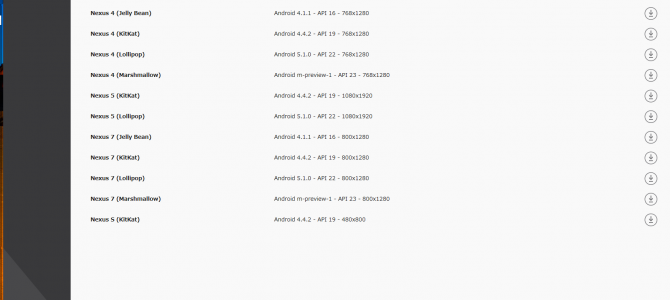 Nexus 4 (Jelly Bean) Android 4.1.1 - API 16 - 768x1280
Nexus 4 (KitKat) Android 4.4.2 - API 19 - 768x1280
Nexus 4 (Lollipop) Android 5.1.0 - API 22 - 768x1280
Nexus 4 (Marshmallow) Android m-preview-1 - API 23 - 768x1280
Nexus 5 (KitKat) Android 4.4.2 - API 19 - 1080x1920
Nexus 5 (Lollipop) Android 5.1.0 - API 22 - 1080x1920
Nexus 7 (Jelly Bean) Android 4.1.1 - API 16 - 800x1280
Nexus 7 (KitKat) Android 4.4.2 - API 19 - 800x1280
Nexus 7 (Lollipop) Android 5.1.0 - API 22 - 800x1280
Nexus 7 (Marshmallow) Android m-preview-1 - API 23 - 800x1280
Nexus S (KitKat) Android 4.4.2 - API 19 - 480x800